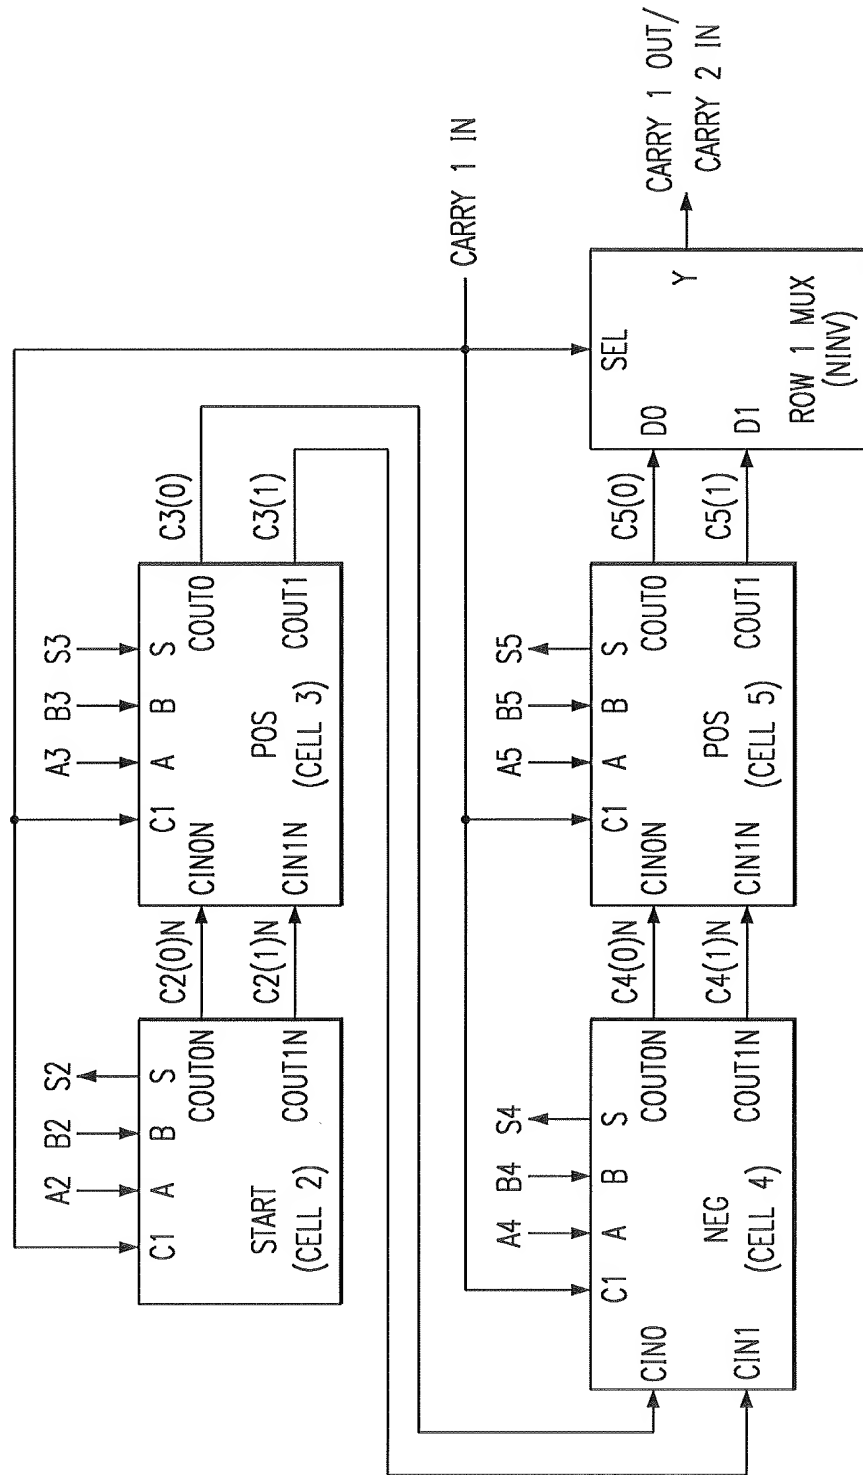 A2
B2
S2
C1
A
B
S
START
(CELL 2)
COUT0N
COUT1N
C2(0)N
C2(1)N
A3
B3
S3
C1
A
B
S
CIN0N
CIN1N
POS
(CELL 3)
COUT0
COUT1
C3(0)
C3(1)
CARRY 1 IN
A4
B4
S4
C1
A
B
S
CIN0
CIN1
NEG
(CELL 4)
COUT0N
COUT1N
C4(0)N
C4(1)N
A5
B5
S5
C1
A
B
S
CIN0N
CIN1N
POS
(CELL 5)
COUT0
COUT1
C5(0)
C5(1)
SEL
D0
D1
Y
ROW 1 MUX
(NINV)
CARRY 1 OUT/
CARRY 2 IN